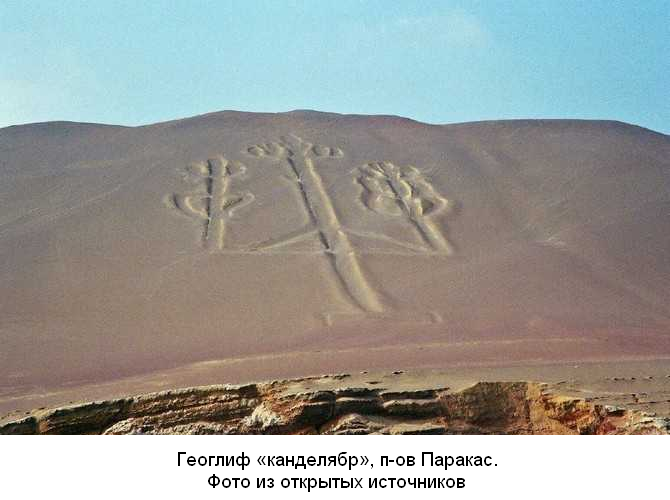 Геоглиф «канделябр», п-ов Паракас.
Фото из открытых источников